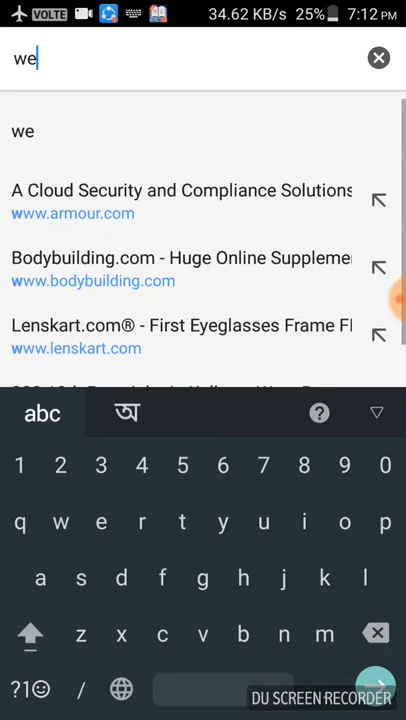 VOLTE 34.62 KB/s 25% 7:12 PM
we
we
A Cloud Security and Compliance Solutions
www.armour.com
Bodybuilding.com - Huge Online Suppleme
www.bodybuilding.com
Lenskart.com® - First Eyeglasses Frame
www.lenskart.com
abc অ ?
1 2 3 4 5 6 7 8 9 0
q w e r t y u i o p
a s d f g h j k l
z x c v b n m
?1 /
DU SCREEN RECORDER